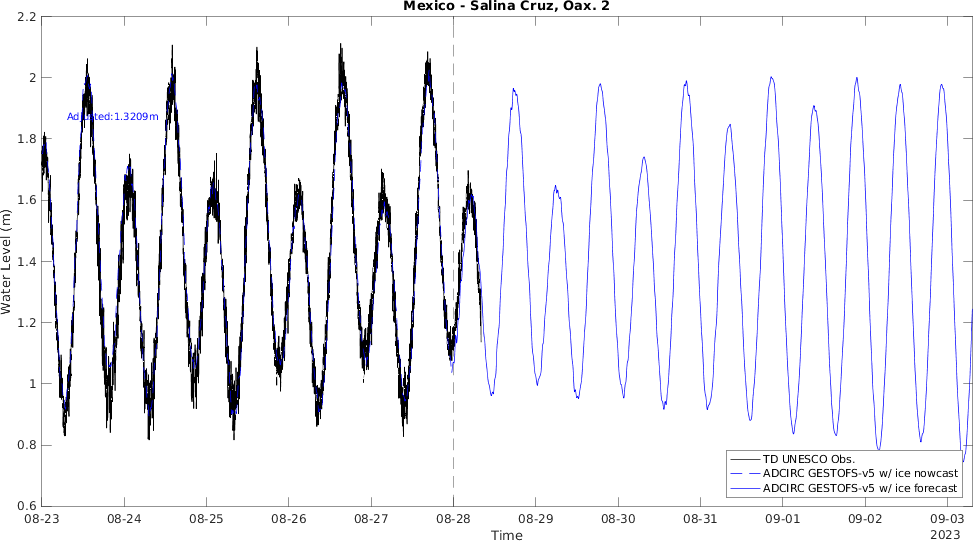 Mexico - Salina Cruz, Oax. 2
2.2
2
1.8
1.6
1.4
1.2
1
0.8
0.6
Water Level (m)
Adjusted:1.3209m
TD UNESCO Obs.
ADCIRC GESTOFS-v5 w/ ice nowcast
ADCIRC GESTOFS-v5 w/ ice forecast
08-23 08-24 08-25 08-26 08-27 08-28 08-29 08-30 08-31 09-01 09-02 09-03
2023
Time